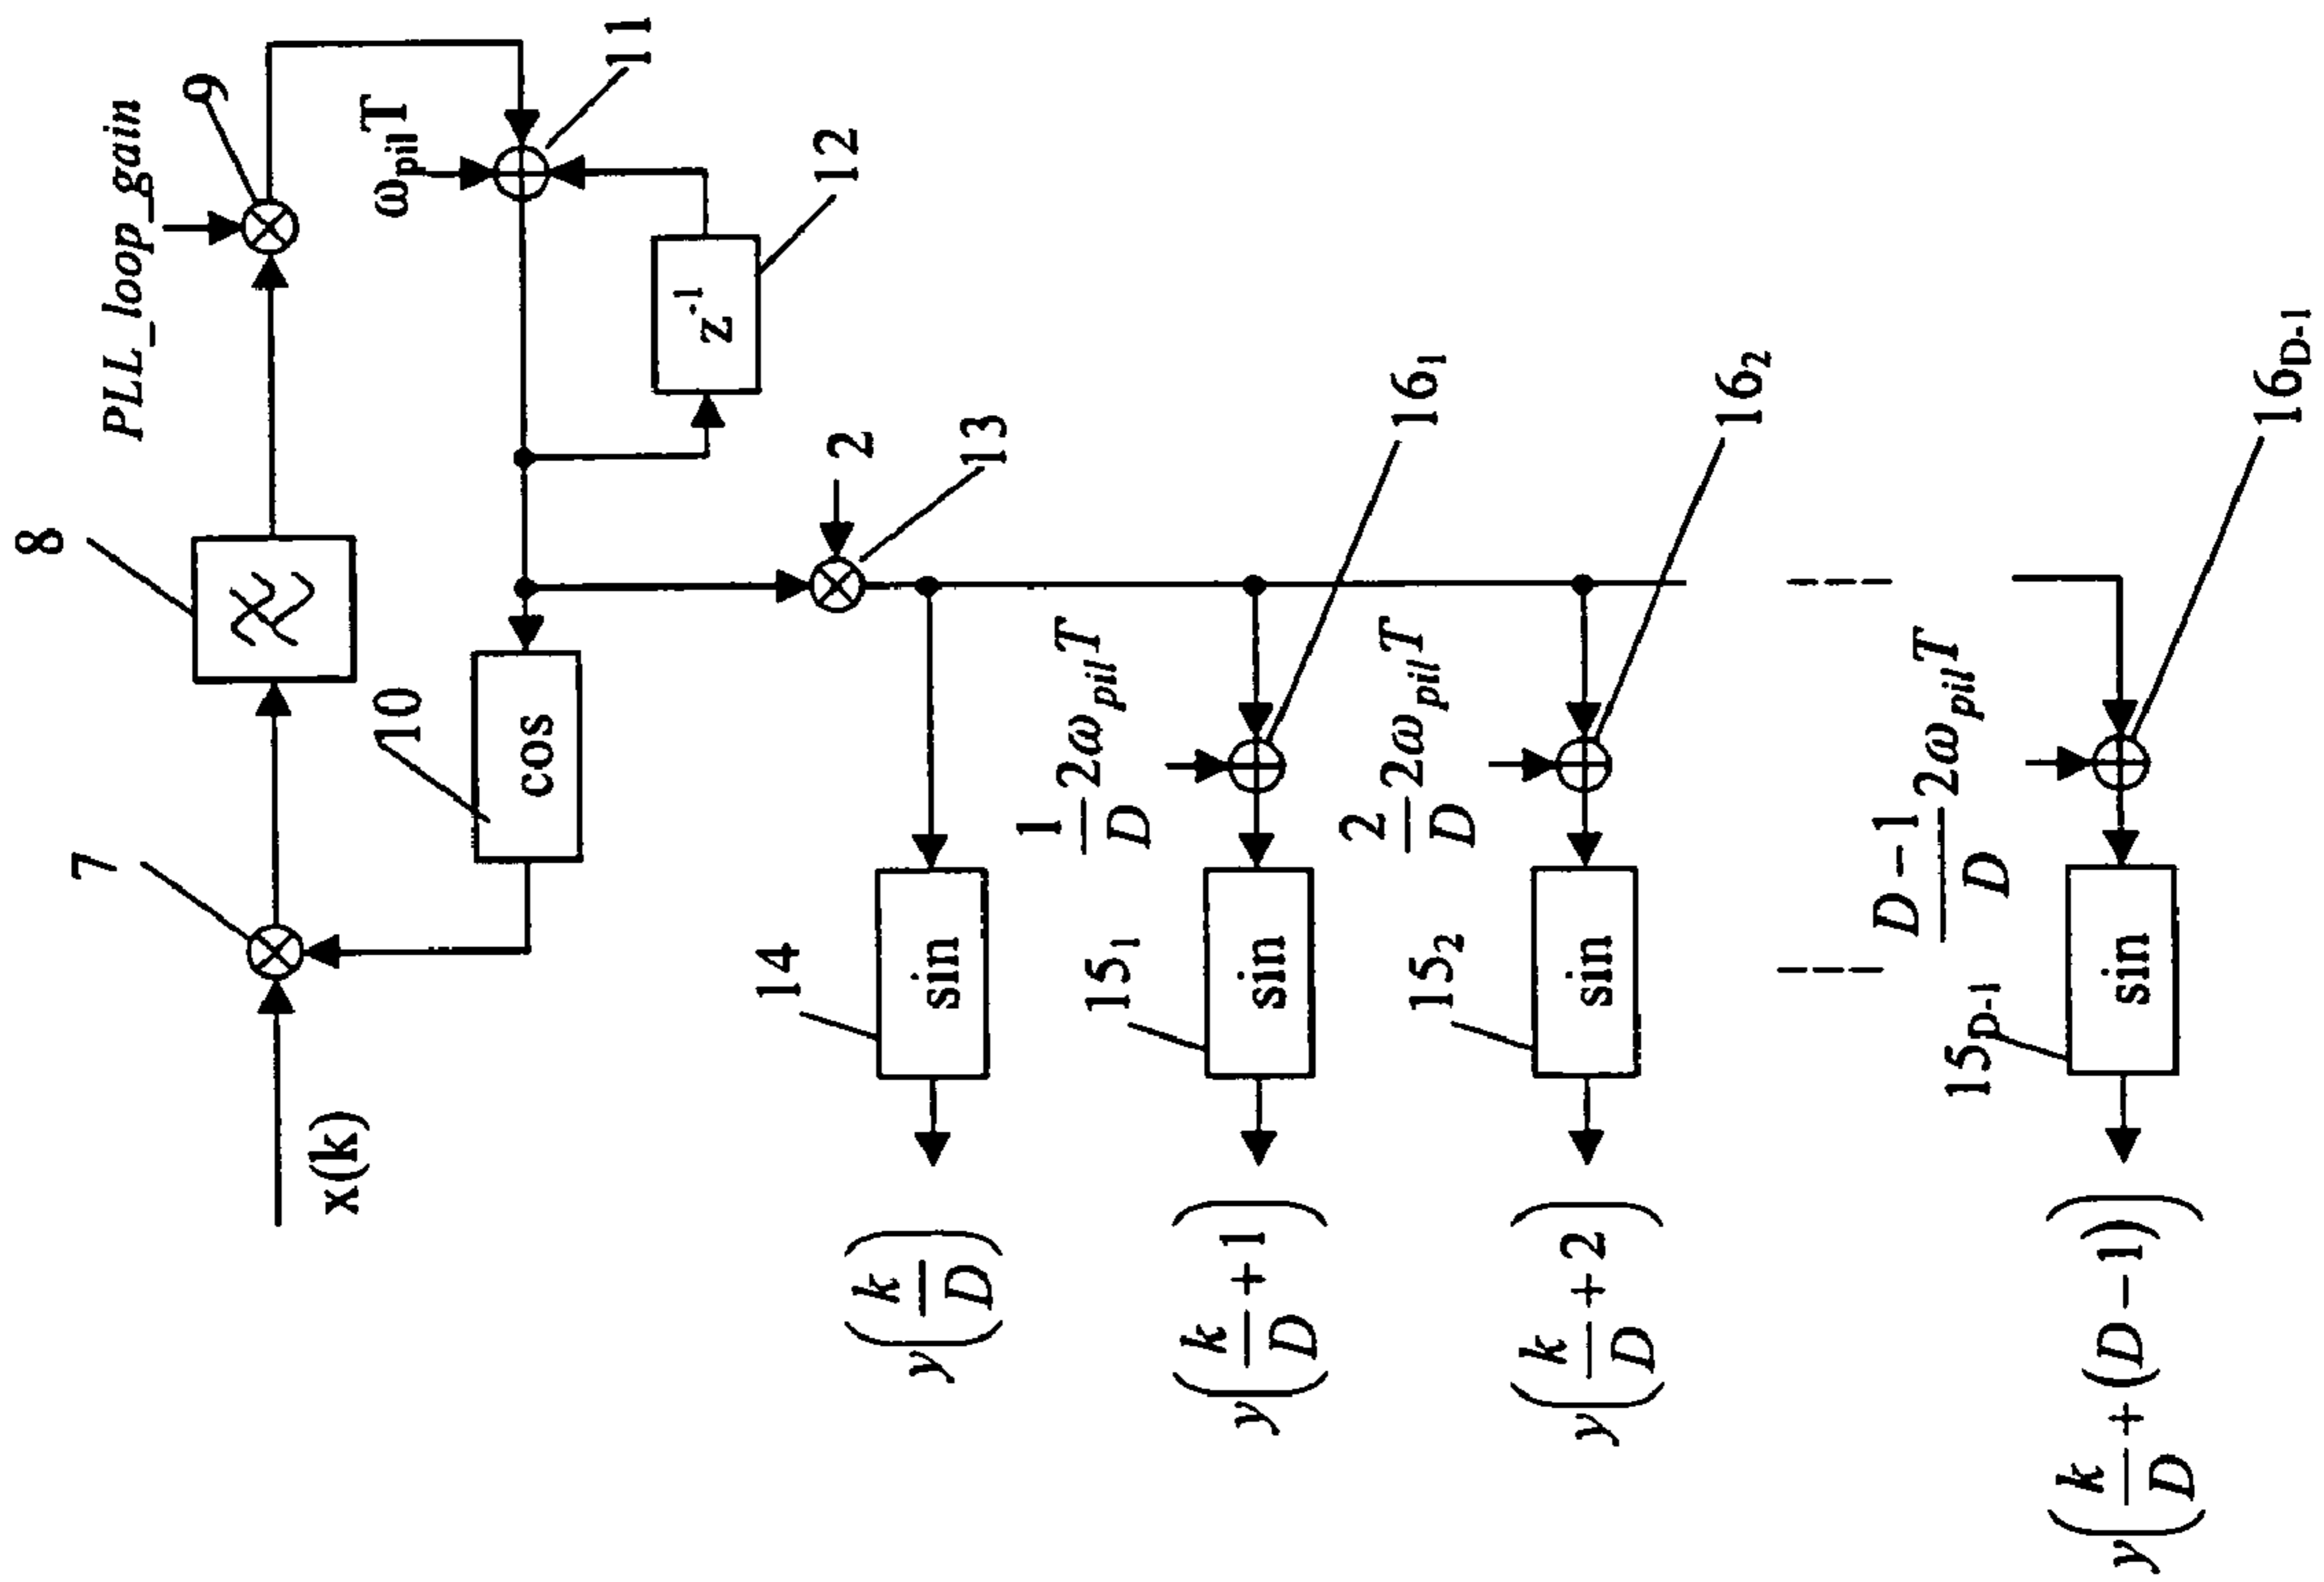 x(k)
7
8
PLL_loop_gain
9
10
cos
ω_pil T
11
z^-1
12
2
13
14
sin
y(k/D)
1/D 2ω_pil T
16_1
15_1
sin
y(k/D + 1)
2/D 2ω_pil T
16_2
15_2
sin
y(k/D + 2)
D-1/D 2ω_pil T
16_D-1
15_D-1
sin
y(k/D + (D-1))